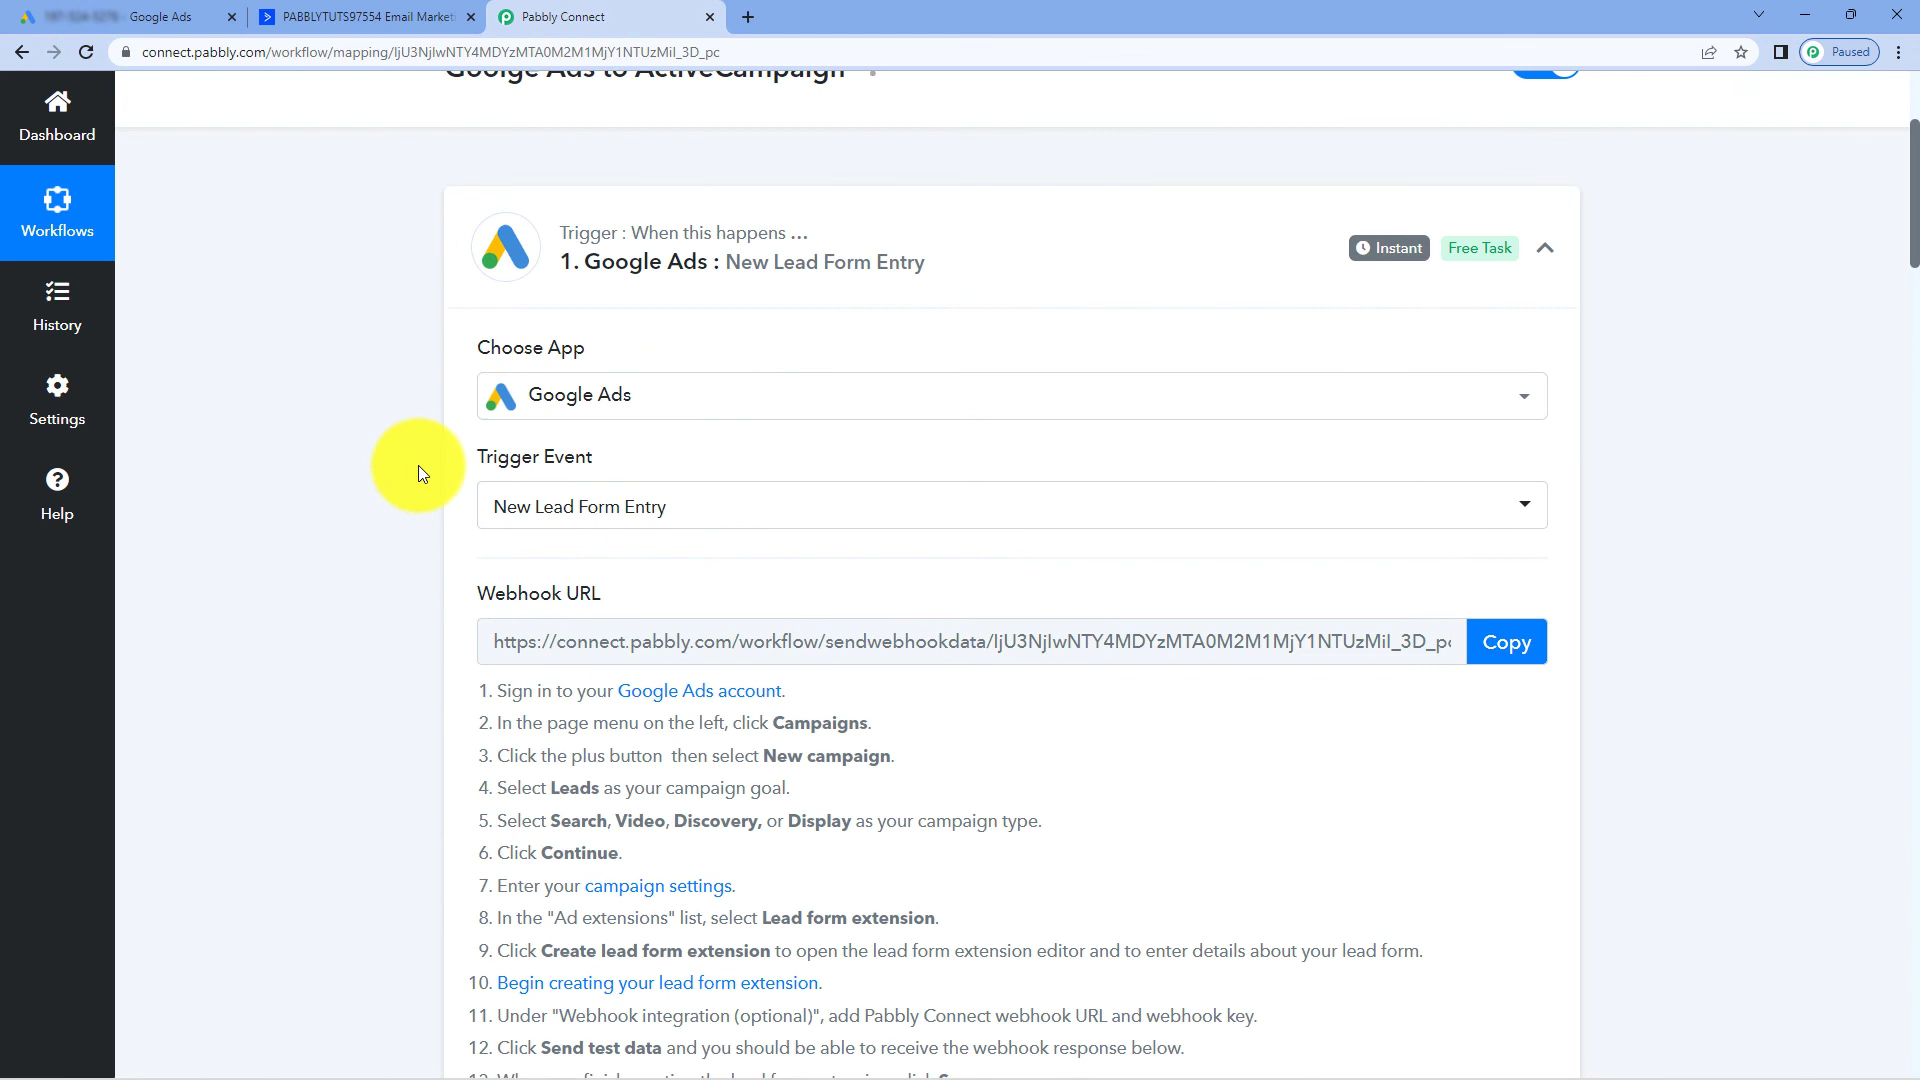 Google Ads
PABBLYTUTS97554 Email Marketi
Pabbly Connect
connect.pabbly.com/workflow/mapping/IjU3NjIwNTY4MDYzMTA0M2M1MjY1NTUzMiI_3D_pc
Paused
Googe Ads to ActiveCampaign
Dashboard
Workflows
History
Settings
Help
Trigger : When this happens ...
1. Google Ads : New Lead Form Entry
Instant
Free Task
Choose App
Google Ads
Trigger Event
New Lead Form Entry
Webhook URL
https://connect.pabbly.com/workflow/sendwebhookdata/IjU3NjIwNTY4MDYzMTA0M2M1MjY1NTUzMiI_3D_pc
Copy
1. Sign in to your Google Ads account.
2. In the page menu on the left, click Campaigns.
3. Click the plus button then select New campaign.
4. Select Leads as your campaign goal.
5. Select Search, Video, Discovery, or Display as your campaign type.
6. Click Continue.
7. Enter your campaign settings.
8. In the "Ad extensions" list, select Lead form extension.
9. Click Create lead form extension to open the lead form extension editor and to enter details about your lead form.
10. Begin creating your lead form extension.
11. Under "Webhook integration (optional)", add Pabbly Connect webhook URL and webhook key.
12. Click Send test data and you should be able to receive the webhook response below.